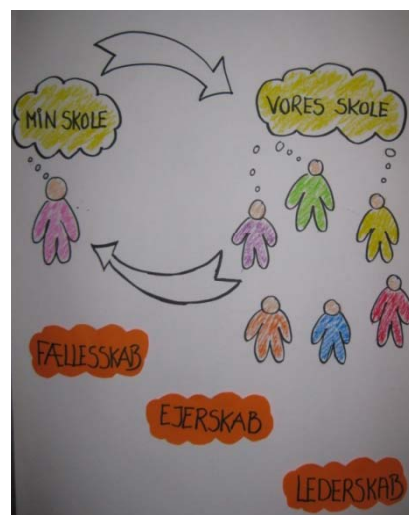 MIN SKOLE
VORES SKOLE
FÆLLESSKAB
EJERSKAB
LEDERSKAB